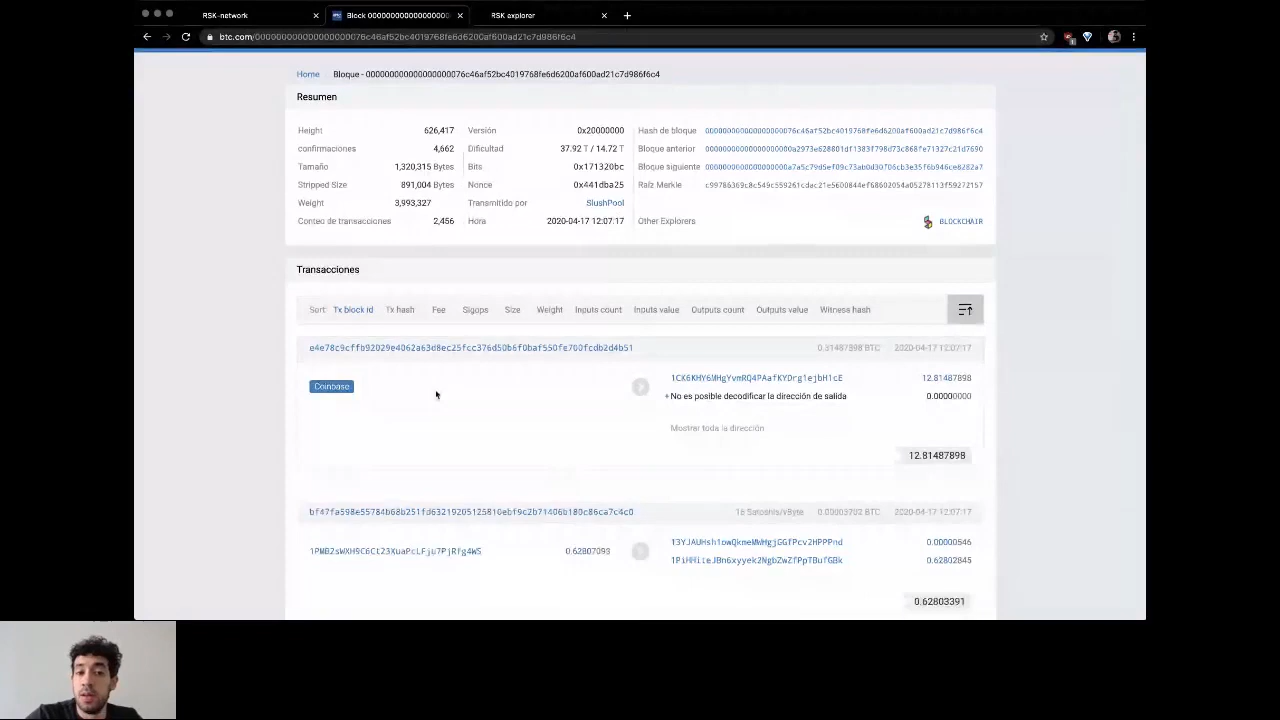 RSK-network
Block 0000000000000000000
RSK explorer
btc.com/00000000000000000000076c46af52bc4019768fe6d6200af600ad21c7d986f6c4
Home Bloque - 00000000000000000000076c46af52bc4019768fe6d6200af600ad21c7d986f6c4
Resumen
Height 626,417 Versión 0x20000000 Hash de bloque
confirmaciones 4,662 Dificultad 37.92 T / 14.72 T Bloque anterior
Tamaño 1,320,315 Bytes Bits 0x171320bc Bloque siguiente
Stripped Size 891,004 Bytes Nonce 0x441dba25 Raíz Merkle
Weight 3,993,327 Transmitido por SlushPool
Conteo de transacciones 2,456 Hora 2020-04-17 12:07:17 Other Explorers BLOCKCHAIR
Transacciones
Sort Tx block id Tx hash Fee Sigops Size Weight Inputs count Inputs value Outputs count Outputs value Witness hash
0.31487898 BTC 2020-04-17 12:07:17
Coinbase 12.81487898
+ No es posible decodificar la dirección de salida 0.00000000
Mostrar toda la dirección
12.81487898
2020-04-17 12:07:17
0.62807093 0.00000546
0.62802845
0.62803391